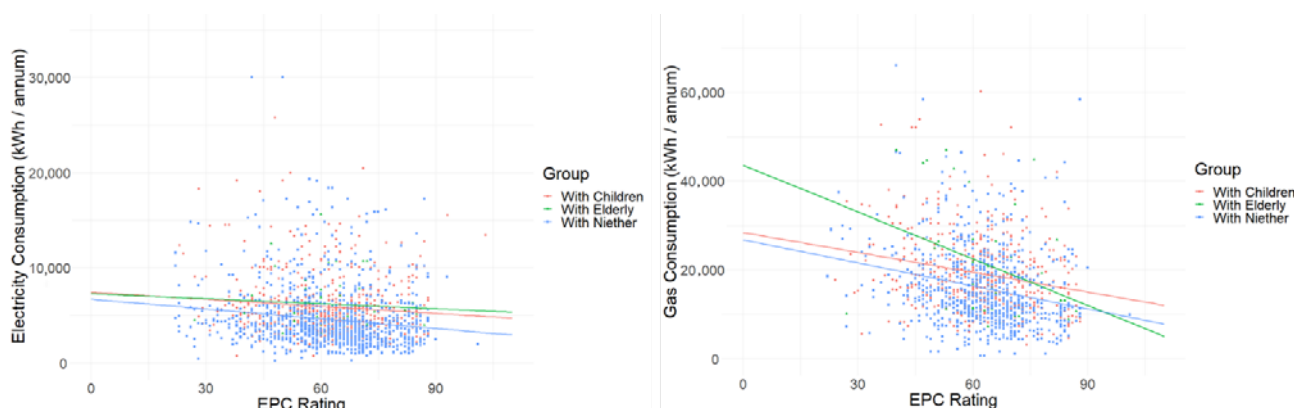 Electricity Consumption (kWh / annum)
30,000
20,000
10,000
0
0 30 60 90
EPC Rating
Group
With Children
With Elderly
With Niether
Gas Consumption (kWh / annum)
60,000
40,000
20,000
0
0 30 60 90
EPC Rating
Group
With Children
With Elderly
With Niether